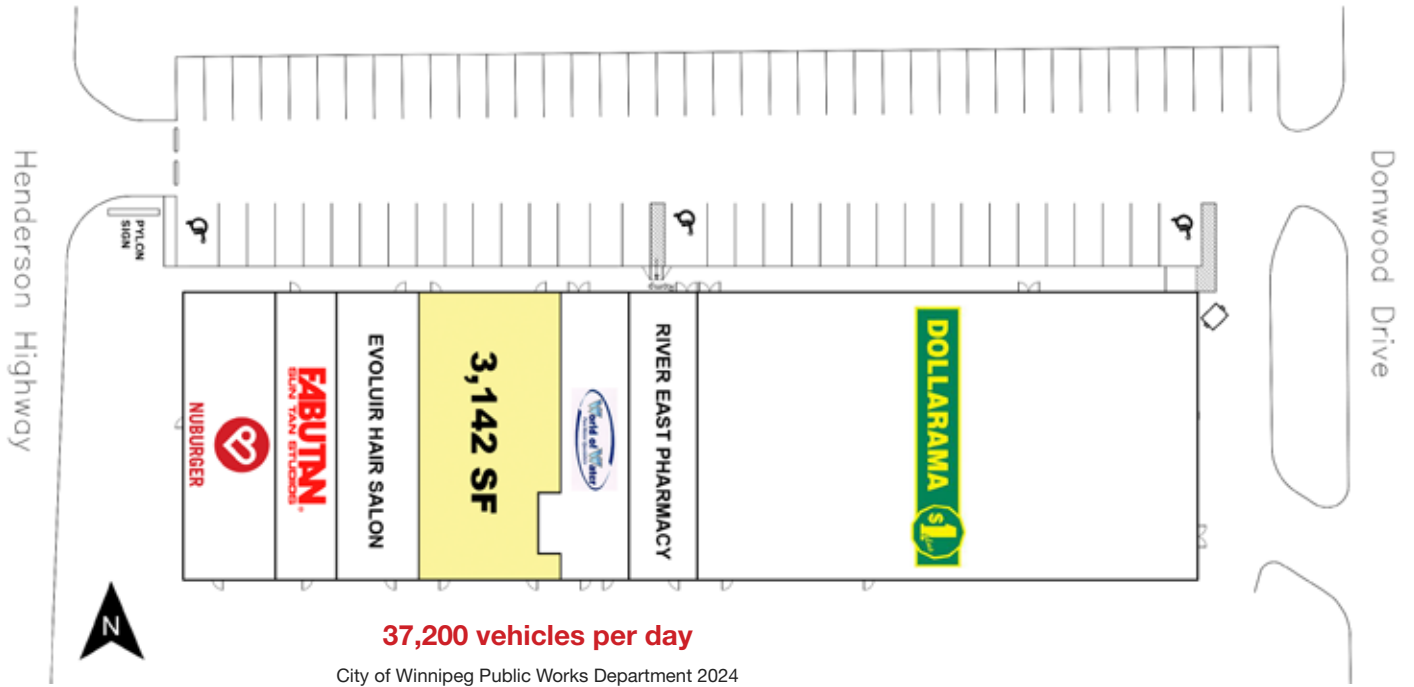 Henderson Highway
PYLON
SIGN
NUBURGER
FABUTAN
SUN TAN STUDIOS®
EVOLUIR HAIR SALON
3,142 SF
World of Water
RIVER EAST PHARMACY
DOLLARAMA $1
Donwood Drive
N
37,200 vehicles per day
City of Winnipeg Public Works Department 2024